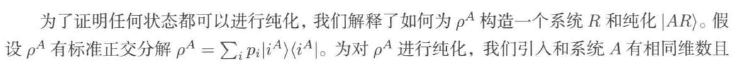 为了证明任何状态都可以进行纯化，我们解释了如何为 ρ^A 构造一个系统 R 和纯化 |AR⟩。假
设 ρ^A 有标准正交分解 ρ^A = ∑_i p_i|i^A⟩⟨i^A|。为对 ρ^A 进行纯化，我们引入和系统 A 有相同维数且